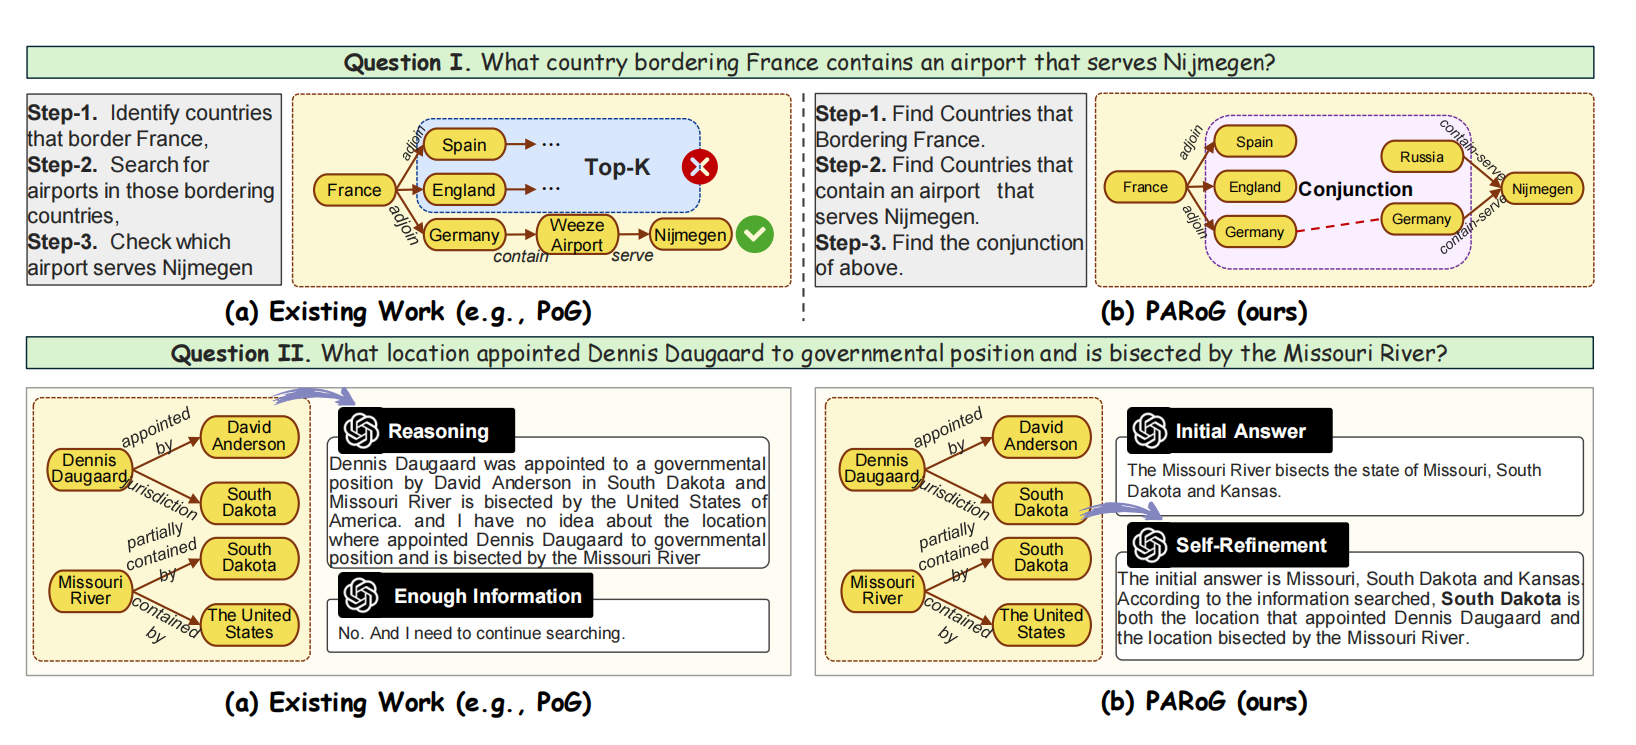 Question I. What country bordering France contains an airport that serves Nijmegen?
Step-1. Identify countries
that border France,
Step-2. Search for
airports in those bordering
countries,
Step-3. Check which
airport serves Nijmegen
France
adjoin
adjoin
Spain
...
England
...
Top-K
Germany
contain
Weeze
Airport
serve
Nijmegen
(a) Existing Work (e.g., PoG)
Step-1. Find Countries that
Bordering France.
Step-2. Find Countries that
contain an airport that
serves Nijmegen.
Step-3. Find the conjunction
of above.
France
adjoin
adjoin
Spain
England
Germany
Conjunction
Russia
Germany
contain-serve
contain-serve
Nijmegen
(b) PARoG (ours)
Question II. What location appointed Dennis Daugaard to governmental position and is bisected by the Missouri River?
Dennis
Daugaard
appointed
by
David
Anderson
jurisdiction
South
Dakota
Missouri
River
partially
contained
by
South
Dakota
contained
by
The United
States
Reasoning
Dennis Daugaard was appointed to a governmental
position by David Anderson in South Dakota and
Missouri River is bisected by the United States of
America. and I have no idea about the location
where appointed Dennis Daugaard to governmental
position and is bisected by the Missouri River
Enough Information
No. And I need to continue searching.
(a) Existing Work (e.g., PoG)
Dennis
Daugaard
appointed
by
David
Anderson
jurisdiction
South
Dakota
Missouri
River
partially
contained
by
South
Dakota
contained
by
The United
States
Initial Answer
The Missouri River bisects the state of Missouri, South
Dakota and Kansas.
Self-Refinement
The initial answer is Missouri, South Dakota and Kansas.
According to the information searched, South Dakota is
both the location that appointed Dennis Daugaard and
the location bisected by the Missouri River.
(b) PARoG (ours)